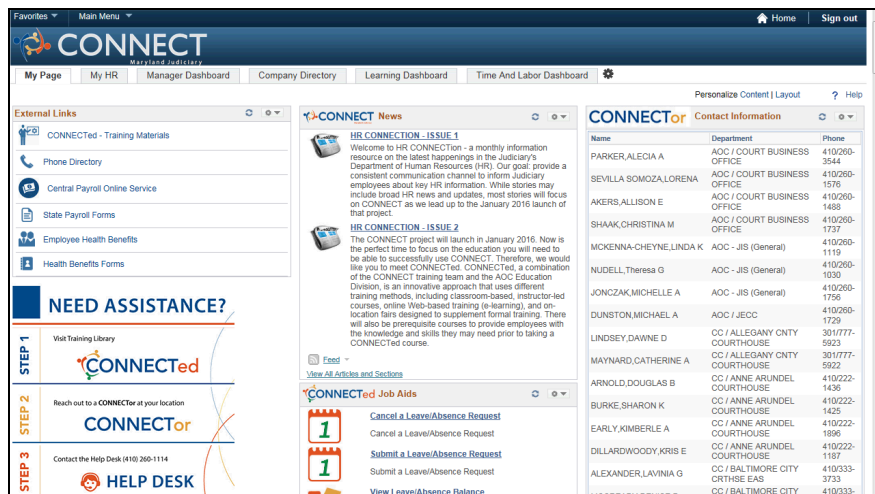 Favorites Main Menu Home Sign out
CONNECT
Maryland Judiciary
My Page My HR Manager Dashboard Company Directory Learning Dashboard Time And Labor Dashboard
Personalize Content | Layout ? Help
External Links
CONNECTed - Training Materials
Phone Directory
Central Payroll Online Service
State Payroll Forms
Employee Health Benefits
Health Benefits Forms
NEED ASSISTANCE?
STEP 1
Visit Training Library
CONNECTed
STEP 2
Reach out to a CONNECTor at your location
CONNECTor
STEP 3
Contact the Help Desk (410) 260-1114
HELP DESK
CONNECT News
HR CONNECTION - ISSUE 1
Welcome to HR CONNECTion - a monthly information
resource on the latest happenings in the Judiciary's
Department of Human Resources (HR). Our goal: provide a
consistent communication channel to inform Judiciary
employees about key HR information. While stories may
include broad HR news and updates, most stories will focus
on CONNECT as we lead up to the January 2016 launch of
that project.
HR CONNECTION - ISSUE 2
The CONNECT project will launch in January 2016. Now is
the perfect time to focus on the education you will need to
be able to successfully use CONNECT. Therefore, we would
like you to meet CONNECTed. CONNECTed, a combination
of the CONNECT training team and the AOC Education
Division, is an innovative approach that uses different
training methods, including classroom-based, instructor-led
courses, online Web-based training (e-learning), and on-
location fairs designed to supplement formal training. There
will also be prerequisite courses to provide employees with
the knowledge and skills they may need prior to taking a
CONNECTed course.
Feed
View All Articles and Sections
CONNECTed Job Aids
1
Cancel a Leave/Absence Request
Cancel a Leave/Absence Request
1
Submit a Leave/Absence Request
Submit a Leave/Absence Request
View Leave/Absence Balance
CONNECTor Contact Information
Name Department Phone
PARKER,ALECIA A AOC / COURT BUSINESS OFFICE 410/260-3544
SEVILLA SOMOZA,LORENA AOC / COURT BUSINESS OFFICE 410/260-1576
AKERS,ALLISON E AOC / COURT BUSINESS OFFICE 410/260-1488
SHAAK,CHRISTINA M AOC / COURT BUSINESS OFFICE 410/260-1737
MCKENNA-CHEYNE,LINDA K AOC - JIS (General) 410/260-1119
NUDELL,Theresa G AOC - JIS (General) 410/260-1030
JONCZAK,MICHELLE A AOC - JIS (General) 410/260-1756
DUNSTON,MICHAEL A AOC / JECC 410/260-1729
LINDSEY,DAWNE D CC / ALLEGANY CNTY COURTHOUSE 301/777-5923
MAYNARD,CATHERINE A CC / ALLEGANY CNTY COURTHOUSE 301/777-5922
ARNOLD,DOUGLAS B CC / ANNE ARUNDEL COURTHOUSE 410/222-1436
BURKE,SHARON K CC / ANNE ARUNDEL COURTHOUSE 410/222-1425
EARLY,KIMBERLE A CC / ANNE ARUNDEL COURTHOUSE 410/222-1896
DILLARDWOODY,KRIS E CC / ANNE ARUNDEL COURTHOUSE 410/222-1187
ALEXANDER,LAVINIA G CC / BALTIMORE CITY CRTHSE EAS 410/333-3733
CC / BALTIMORE CITY 410/333-